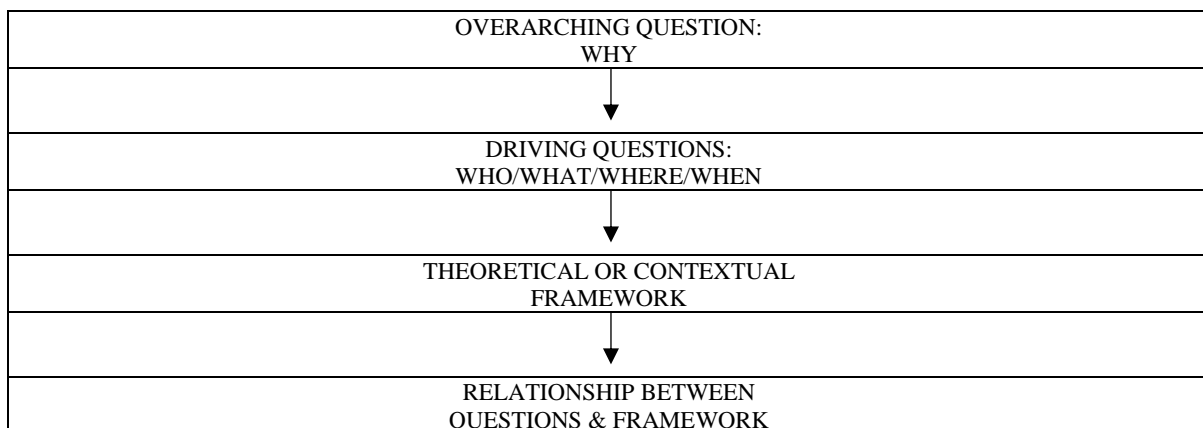 OVERARCHING QUESTION:
WHY
DRIVING QUESTIONS:
WHO/WHAT/WHERE/WHEN
THEORETICAL OR CONTEXTUAL
FRAMEWORK
RELATIONSHIP BETWEEN
QUESTIONS & FRAMEWORK